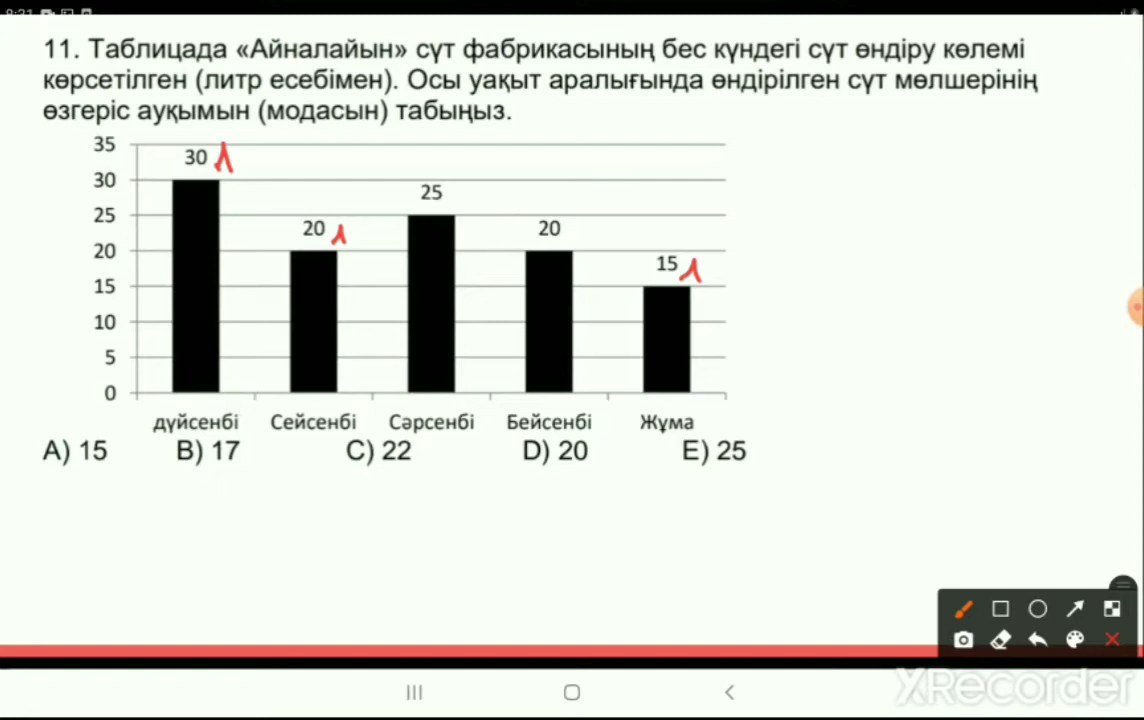 8:31
11. Таблицада «Айналайын» сүт фабрикасының бес күндегі сүт өндіру көлемі
көрсетілген (литр есебімен). Осы уақыт аралығында өндірілген сүт мөлшерінің
өзгеріс ауқымын (модасын) табыңыз.
35
30
25
20
15
10
5
0
30
20
25
20
15
дүйсенбі Сейсенбі Сәрсенбі Бейсенбі Жұма
A) 15 B) 17 C) 22 D) 20 E) 25
XRecorder